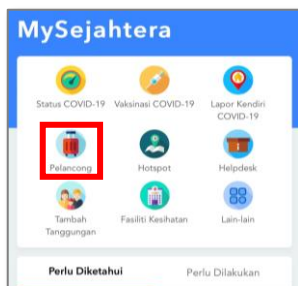 MySejahtera
Status COVID-19 Vaksinasi COVID-19 Lapor Kendiri
COVID-19
Pelancong Hotspot Helpdesk
Tambah Fasiliti Kesihatan Lain-lain
Tanggungan
Perlu Diketahui Perlu Dilakukan